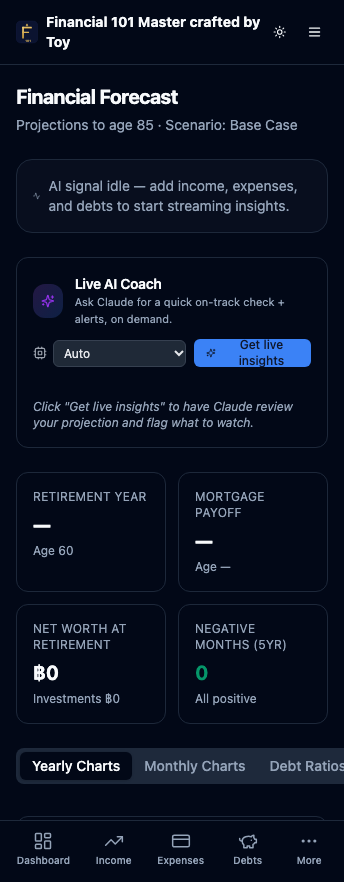 Financial 101 Master crafted by
Toy
Financial Forecast
Projections to age 85 · Scenario: Base Case
AI signal idle — add income, expenses,
and debts to start streaming insights.
Live AI Coach
Ask Claude for a quick on-track check +
alerts, on demand.
Auto
Get live
insights
Click "Get live insights" to have Claude review
your projection and flag what to watch.
RETIREMENT YEAR
—
Age 60
MORTGAGE
PAYOFF
—
Age —
NET WORTH AT
RETIREMENT
฿0
Investments ฿0
NEGATIVE
MONTHS (5YR)
0
All positive
Yearly Charts
Monthly Charts
Debt Ratios
Dashboard
Income
Expenses
Debts
More